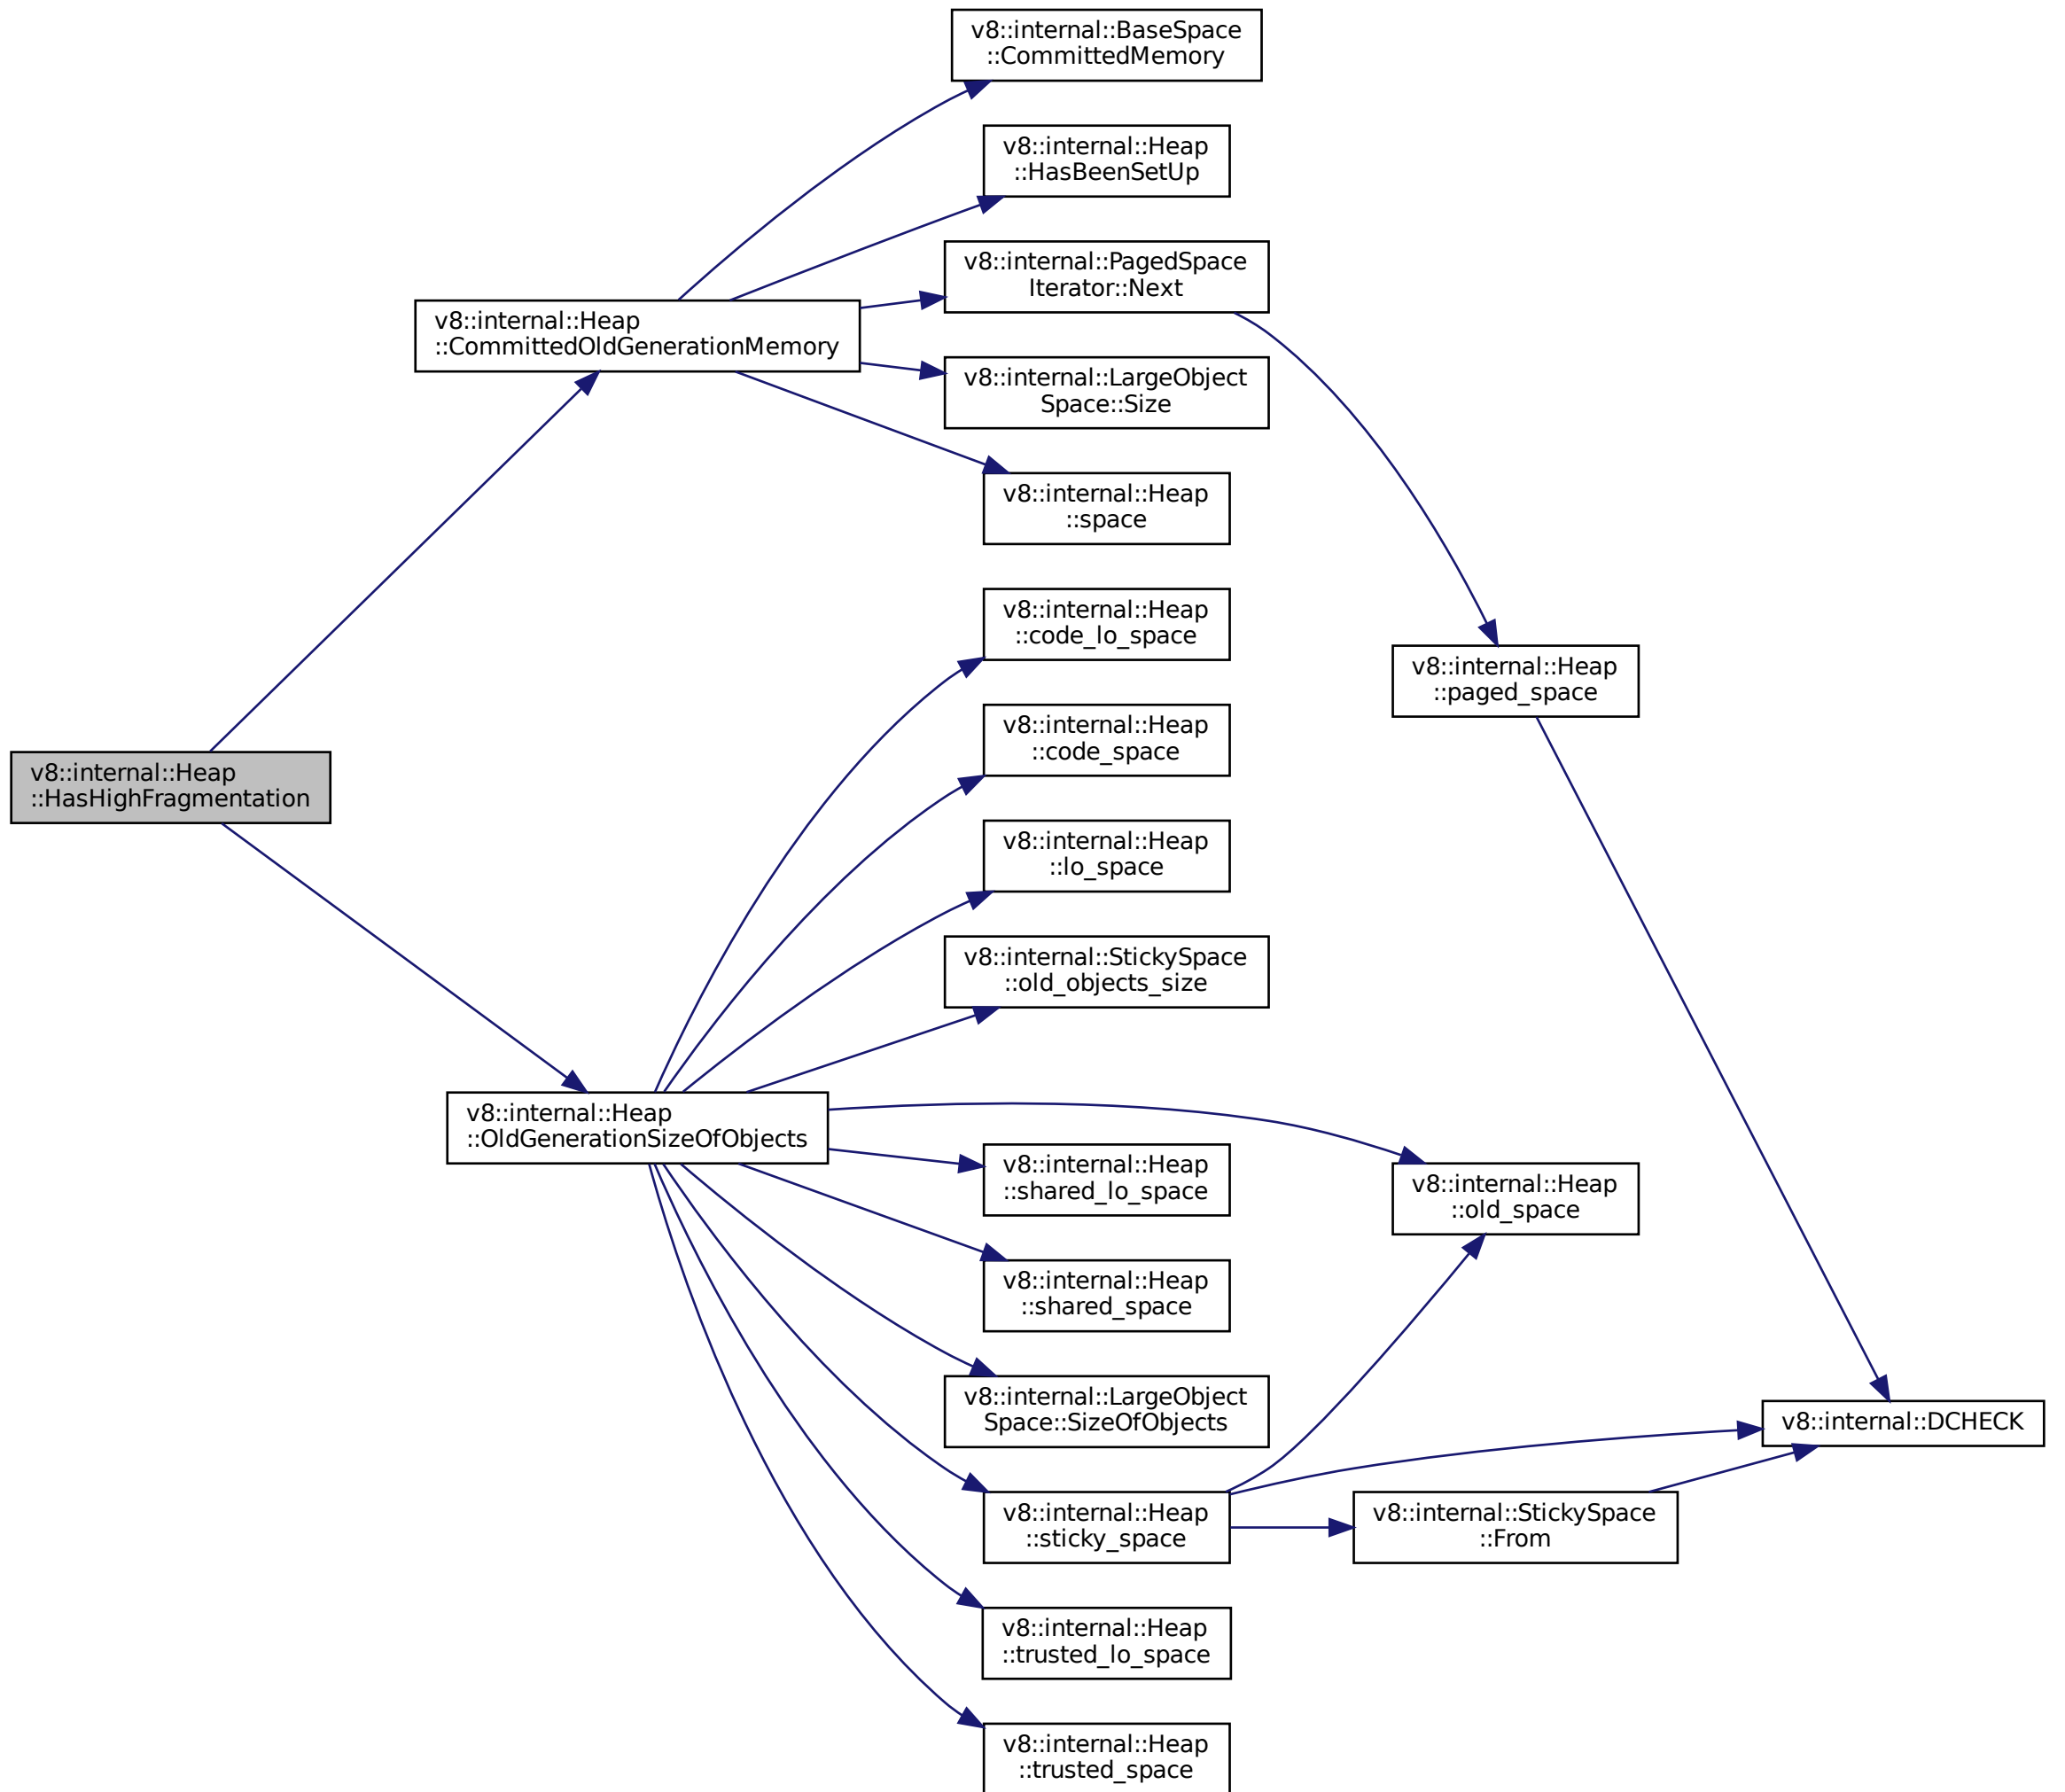 v8::internal::BaseSpace
::CommittedMemory
v8::internal::Heap
::HasBeenSetUp
v8::internal::PagedSpace
Iterator::Next
v8::internal::Heap
::CommittedOldGenerationMemory
v8::internal::LargeObject
Space::Size
v8::internal::Heap
::space
v8::internal::Heap
::code_lo_space
v8::internal::Heap
::paged_space
v8::internal::Heap
::code_space
v8::internal::Heap
::HasHighFragmentation
v8::internal::Heap
::lo_space
v8::internal::StickySpace
::old_objects_size
v8::internal::Heap
::OldGenerationSizeOfObjects
v8::internal::Heap
::shared_lo_space
v8::internal::Heap
::old_space
v8::internal::Heap
::shared_space
v8::internal::LargeObject
Space::SizeOfObjects
v8::internal::DCHECK
v8::internal::Heap
::sticky_space
v8::internal::StickySpace
::From
v8::internal::Heap
::trusted_lo_space
v8::internal::Heap
::trusted_space